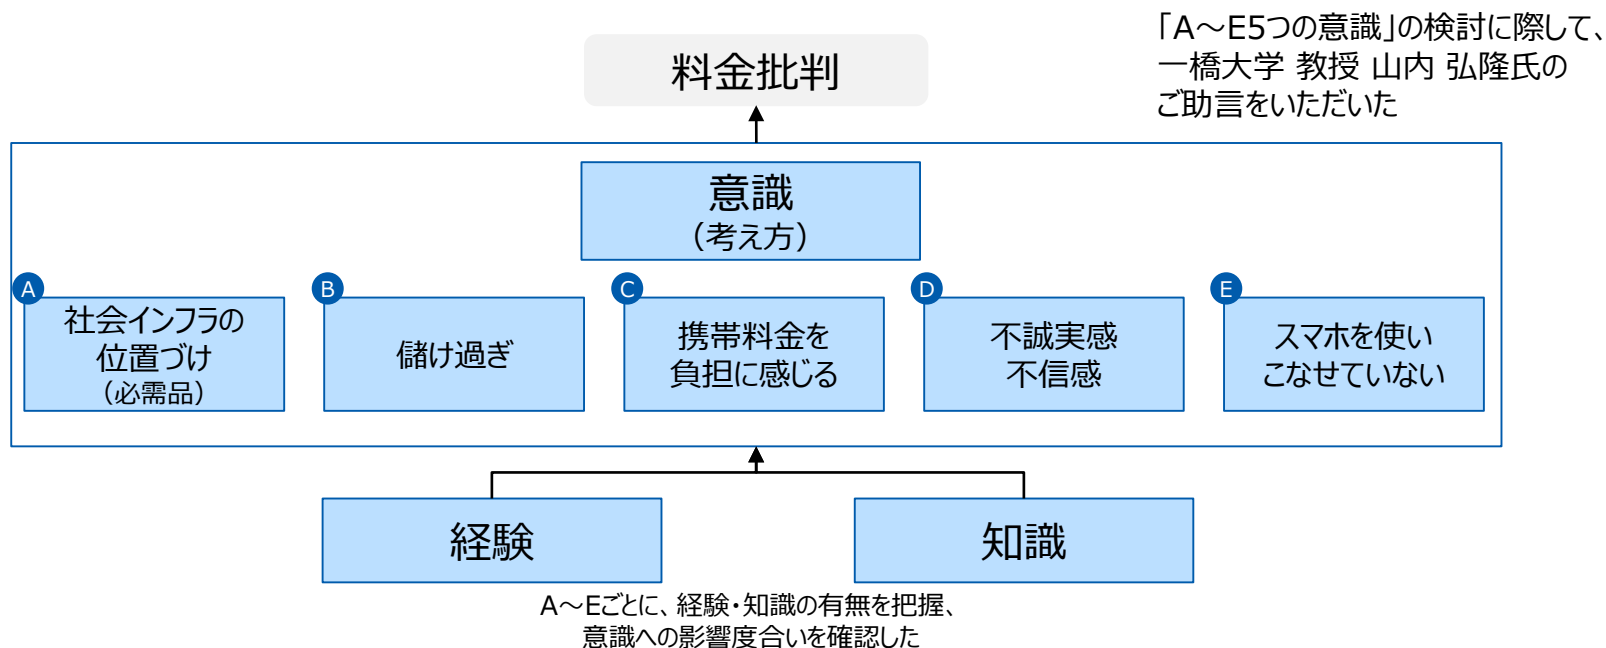 「A～E5つの意識」の検討に際して、
一橋大学 教授 山内 弘隆氏の
ご助言をいただいた
料金批判
意識
（考え方）
A
社会インフラの
位置づけ
（必需品）
B
儲け過ぎ
C
携帯料金を
負担に感じる
D
不誠実感
不信感
E
スマホを使い
こなせていない
経験
知識
A～Eごとに、経験・知識の有無を把握、
意識への影響度合いを確認した